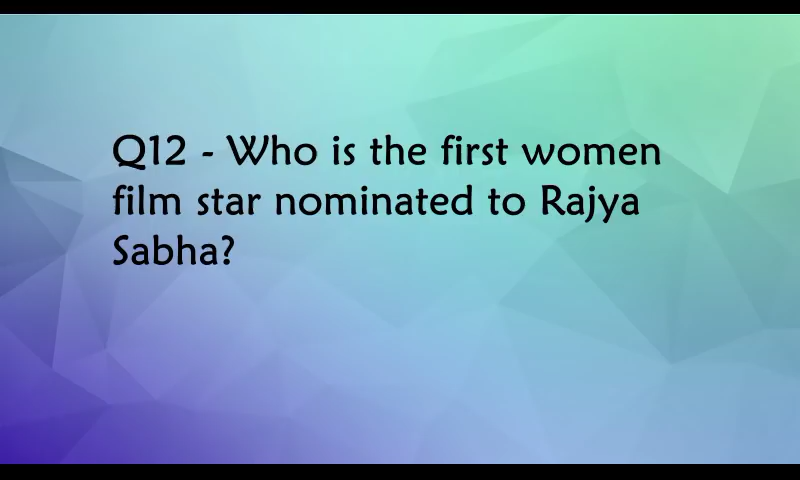 Q12 - Who is the first women
film star nominated to Rajya
Sabha?